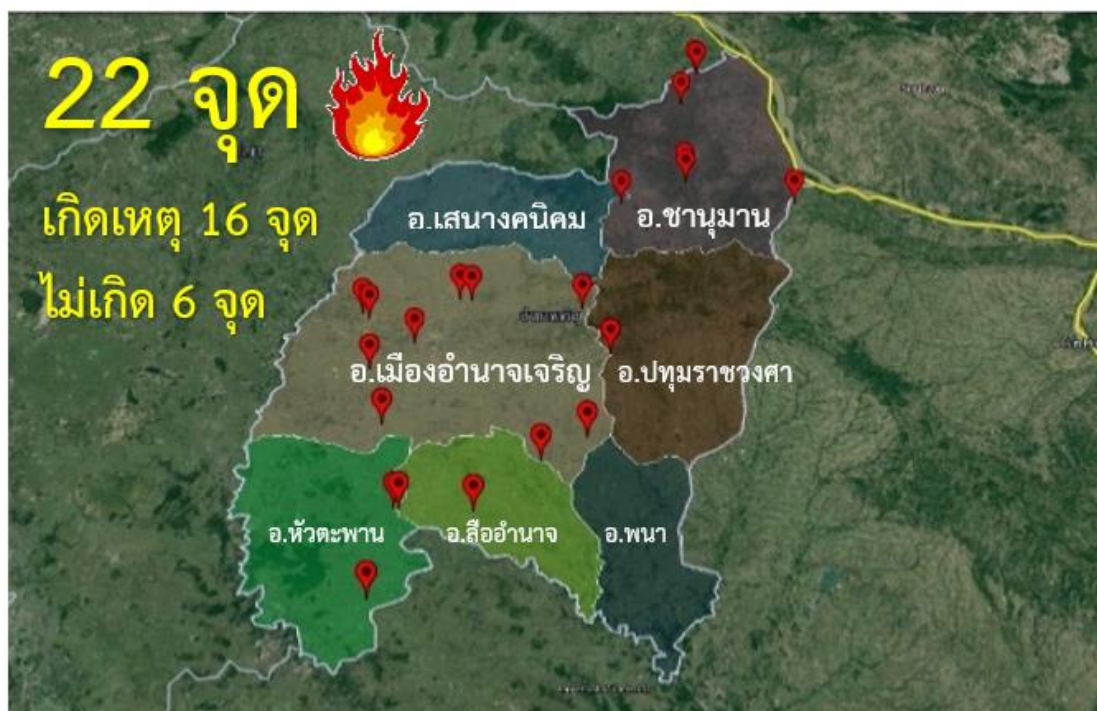 22 จุด
เกิดเหตุ 16 จุด
ไม่เกิด 6 จุด
อ.เสนางคนิคม
อ.ชานุมาน
อ.เมืองอำนาจเจริญ
อ.ปทุมราชวงศา
อ.หัวตะพาน
อ.ลืออำนาจ
อ.พนา